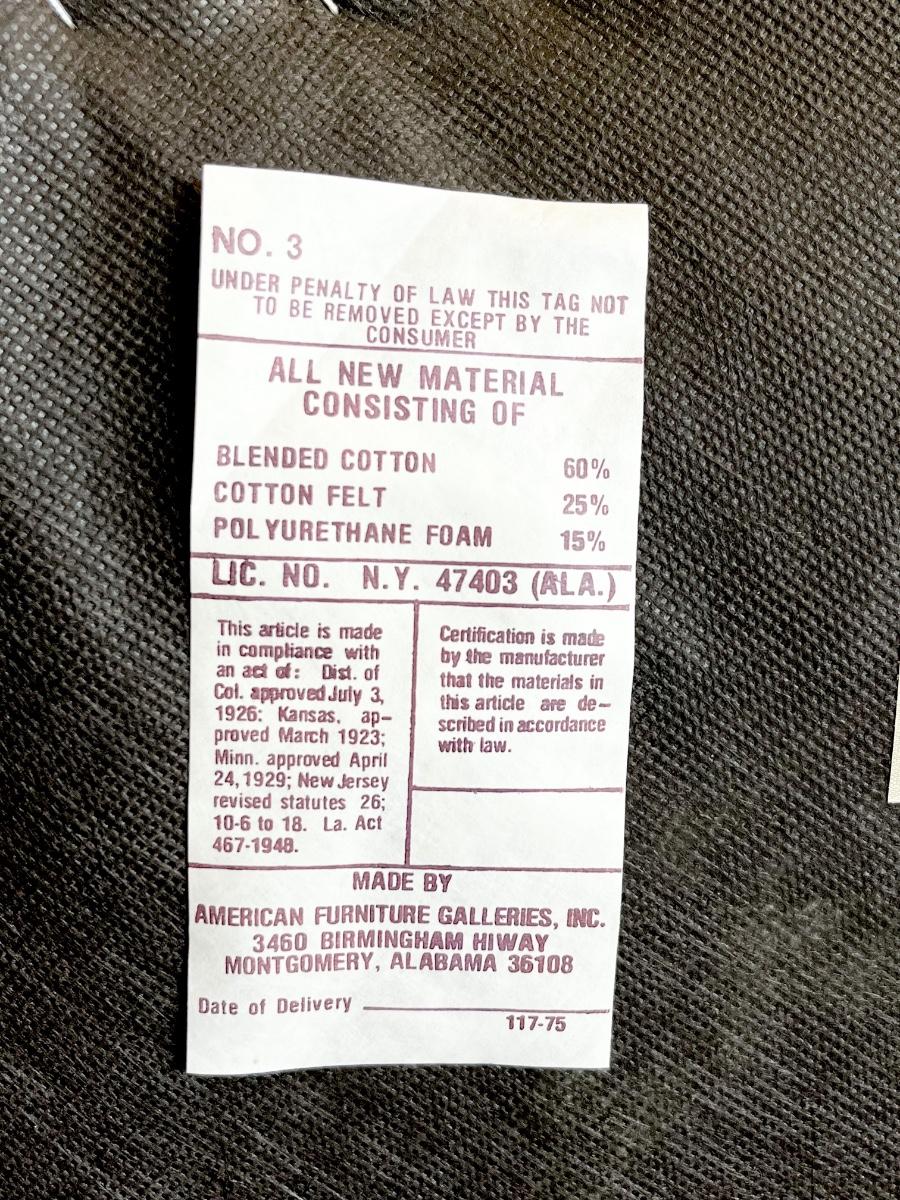 NO. 3
UNDER PENALTY OF LAW THIS TAG NOT
TO BE REMOVED EXCEPT BY THE
CONSUMER
ALL NEW MATERIAL
CONSISTING OF
BLENDED COTTON 60%
COTTON FELT 25%
POLYURETHANE FOAM 15%
LIC. NO. N.Y. 47403 (ALA.)
This article is made
in compliance with
an act of: Dist. of
Col. approved July 3,
1926; Kansas, ap-
proved March 1923;
Minn. approved April
24, 1929; New Jersey
revised statutes 26;
10-6 to 18. La. Act
467-1948.
Certification is made
by the manufacturer
that the materials in
this article are de-
scribed in accordance
with law.
MADE BY
AMERICAN FURNITURE GALLERIES, INC.
3460 BIRMINGHAM HIWAY
MONTGOMERY, ALABAMA 36108
Date of Delivery
117-75